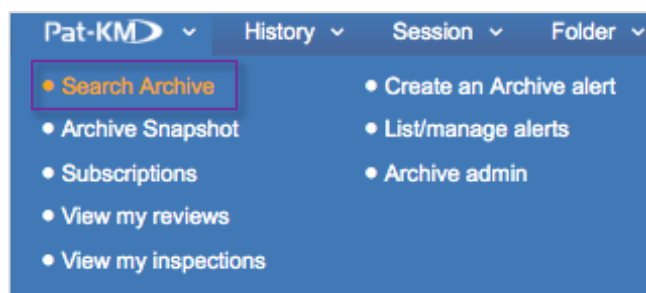 Pat-KM History Session Folder
Search Archive
Archive Snapshot
Subscriptions
View my reviews
View my inspections
Create an Archive alert
List/manage alerts
Archive admin